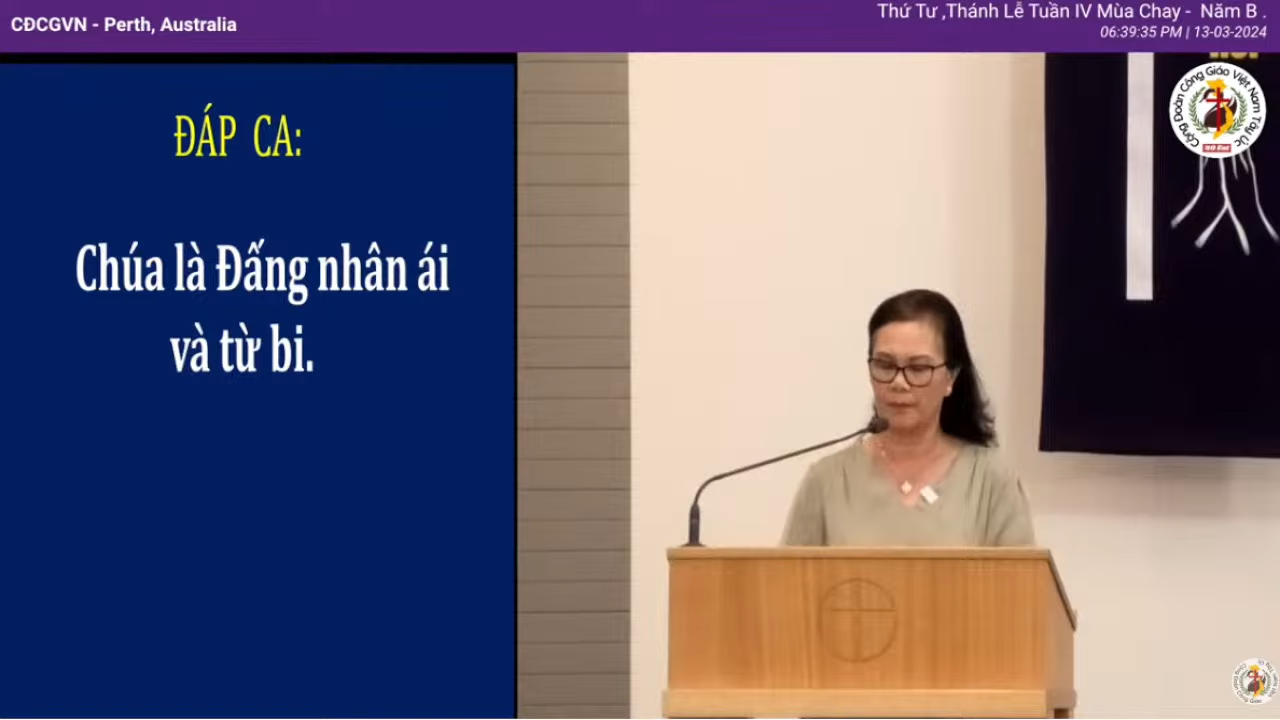 CĐCGVN - Perth, Australia
Thứ Tư ,Thánh Lễ Tuần IV Mùa Chay - Năm B .
06:39:35 PM | 13-03-2024
Cộng Đoàn Công Giáo Việt Nam Tây Úc
ĐÁP CA:
Chúa là Đấng nhân ái
và từ bi.